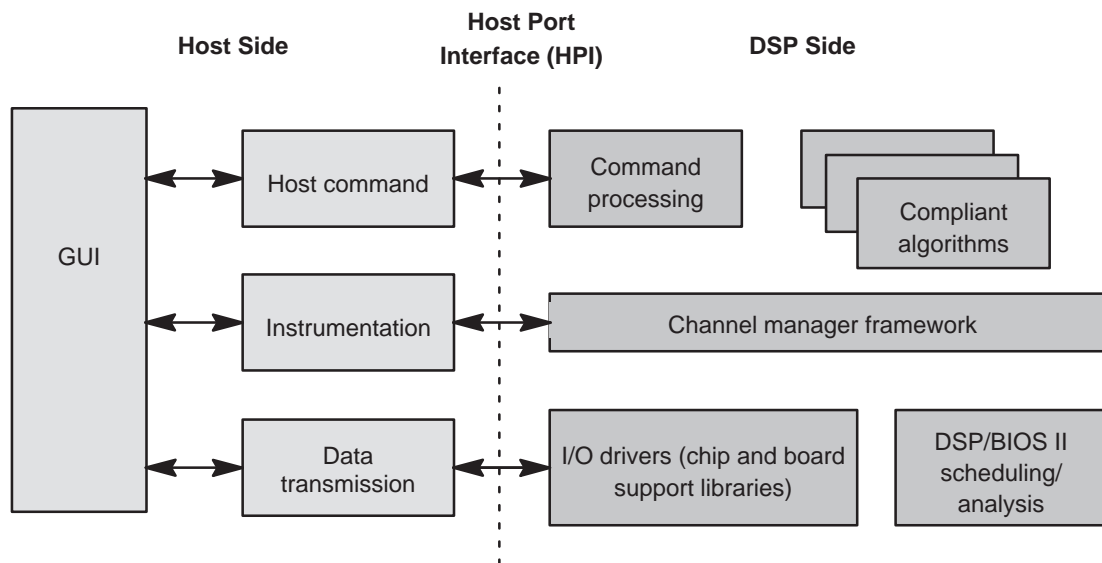 Host Side
Host Port
Interface (HPI)
DSP Side
GUI
Host command
Command
processing
Compliant
algorithms
Instrumentation
Channel manager framework
Data
transmission
I/O drivers (chip and board
support libraries)
DSP/BIOS II
scheduling/
analysis